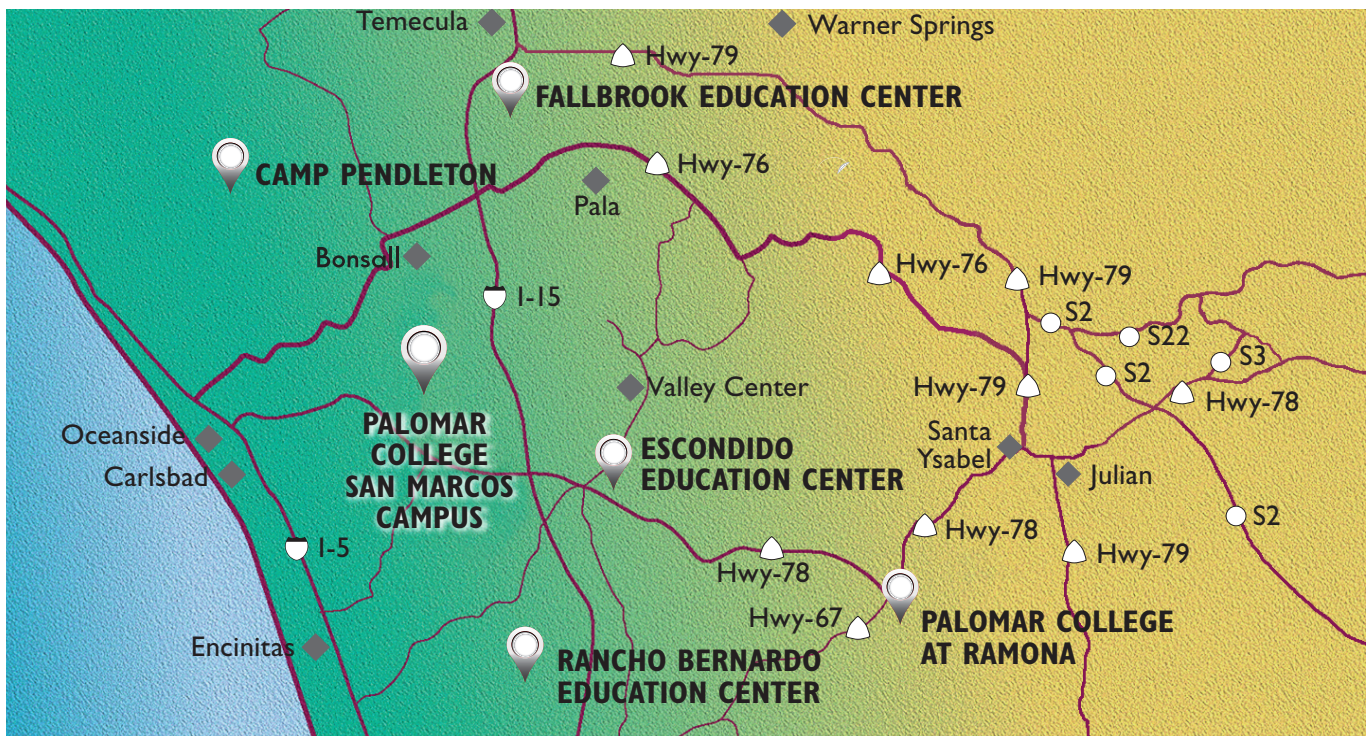 Temecula
Warner Springs
Hwy-79
FALLBROOK EDUCATION CENTER
Hwy-76
CAMP PENDLETON
Pala
Bonsall
Hwy-76
Hwy-79
I-15
S2
S22
S3
S2
Valley Center
Hwy-79
Hwy-78
PALOMAR
COLLEGE
SAN MARCOS
CAMPUS
Oceanside
Carlsbad
Santa
Ysabel
ESCONDIDO
EDUCATION CENTER
Julian
S2
Hwy-78
I-5
Hwy-78
Hwy-79
Hwy-67
PALOMAR COLLEGE
AT RAMONA
Encinitas
RANCHO BERNARDO
EDUCATION CENTER